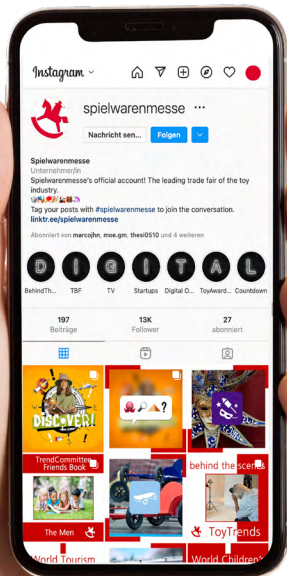 Instagram
spielwarenmesse ...
Nachricht sen...
Folgen
Spielwarenmesse
Unternehmer/in
Spielwarenmesse's official account! The leading trade fair of the toy
industry.
Tag your posts with #spielwarenmesse to join the conversation.
linktr.ee/spielwarenmesse
Abonniert von marcojhn, moe.gm, thesi0510 und 4 weiteren
D I G I T A L
BehindTh... TBF TV Startups Digital O... ToyAward... Countdown
197 13K 27
Beiträge Follower abonniert
DISCOVER!
?
TrendCommittee
Friends Book
behind the scenes
The Men
ToyTrends
World Tourism
World Children's